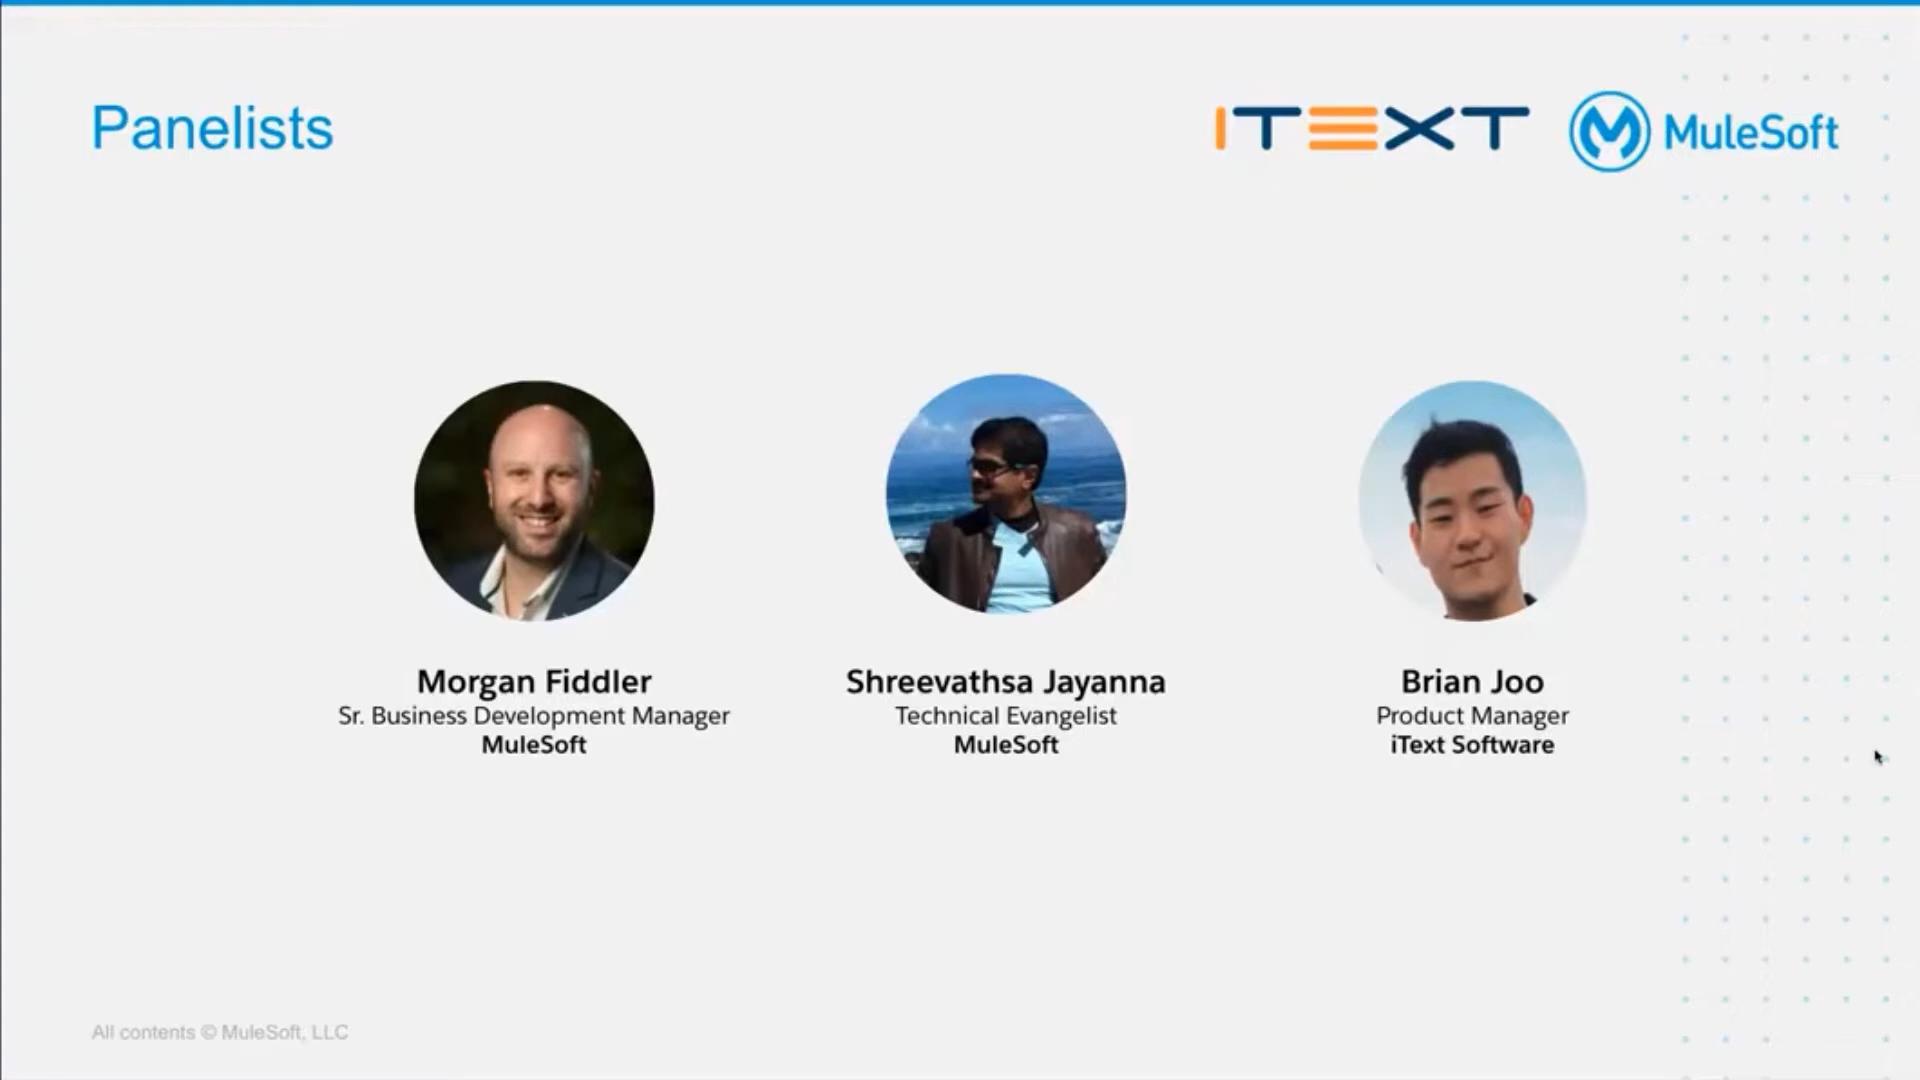 Panelists
ITEXT
MuleSoft
Morgan Fiddler
Sr. Business Development Manager
MuleSoft
Shreevathsa Jayanna
Technical Evangelist
MuleSoft
Brian Joo
Product Manager
iText Software
All contents © MuleSoft, LLC